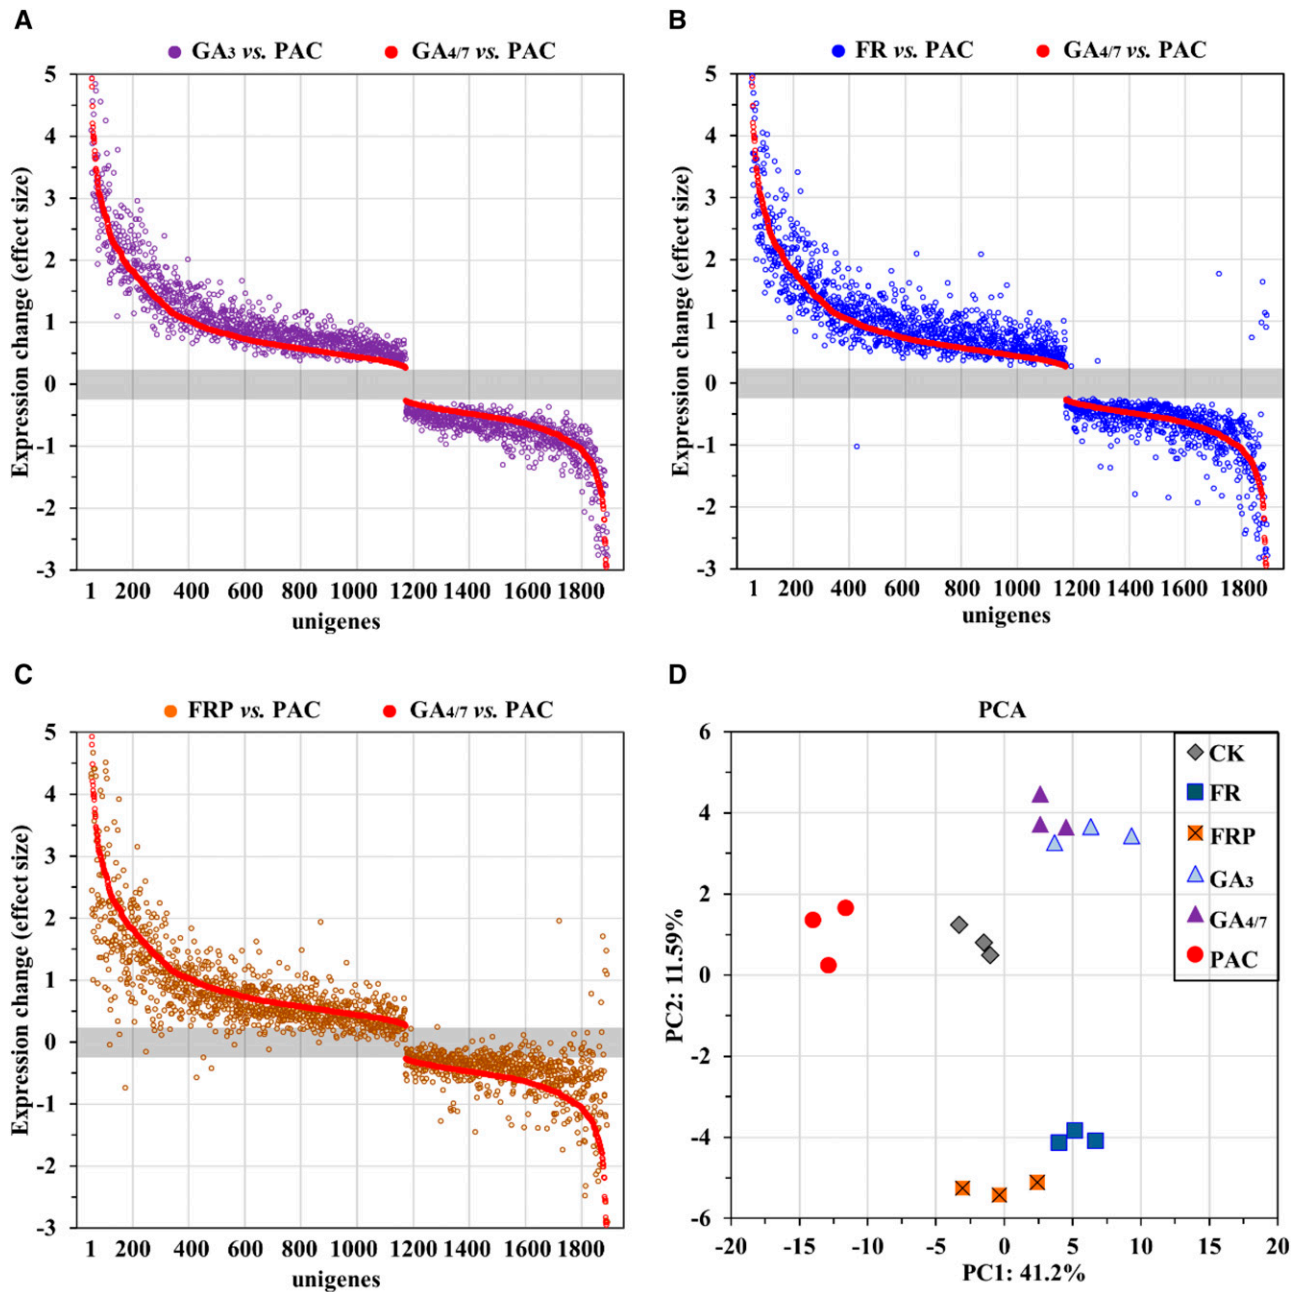 A
GA3 vs. PAC GA4/7 vs. PAC
Expression change (effect size)
5
4
3
2
1
0
-1
-2
-3
1 200 400 600 800 1000 1200 1400 1600 1800
unigenes
B
FR vs. PAC GA4/7 vs. PAC
Expression change (effect size)
5
4
3
2
1
0
-1
-2
-3
1 200 400 600 800 1000 1200 1400 1600 1800
unigenes
C
FRP vs. PAC GA4/7 vs. PAC
Expression change (effect size)
5
4
3
2
1
0
-1
-2
-3
1 200 400 600 800 1000 1200 1400 1600 1800
unigenes
D
PCA
PC2: 11.59%
6
4
2
0
-2
-4
-6
-20 -15 -10 -5 0 5 10 15 20
PC1: 41.2%
CK
FR
FRP
GA3
GA4/7
PAC